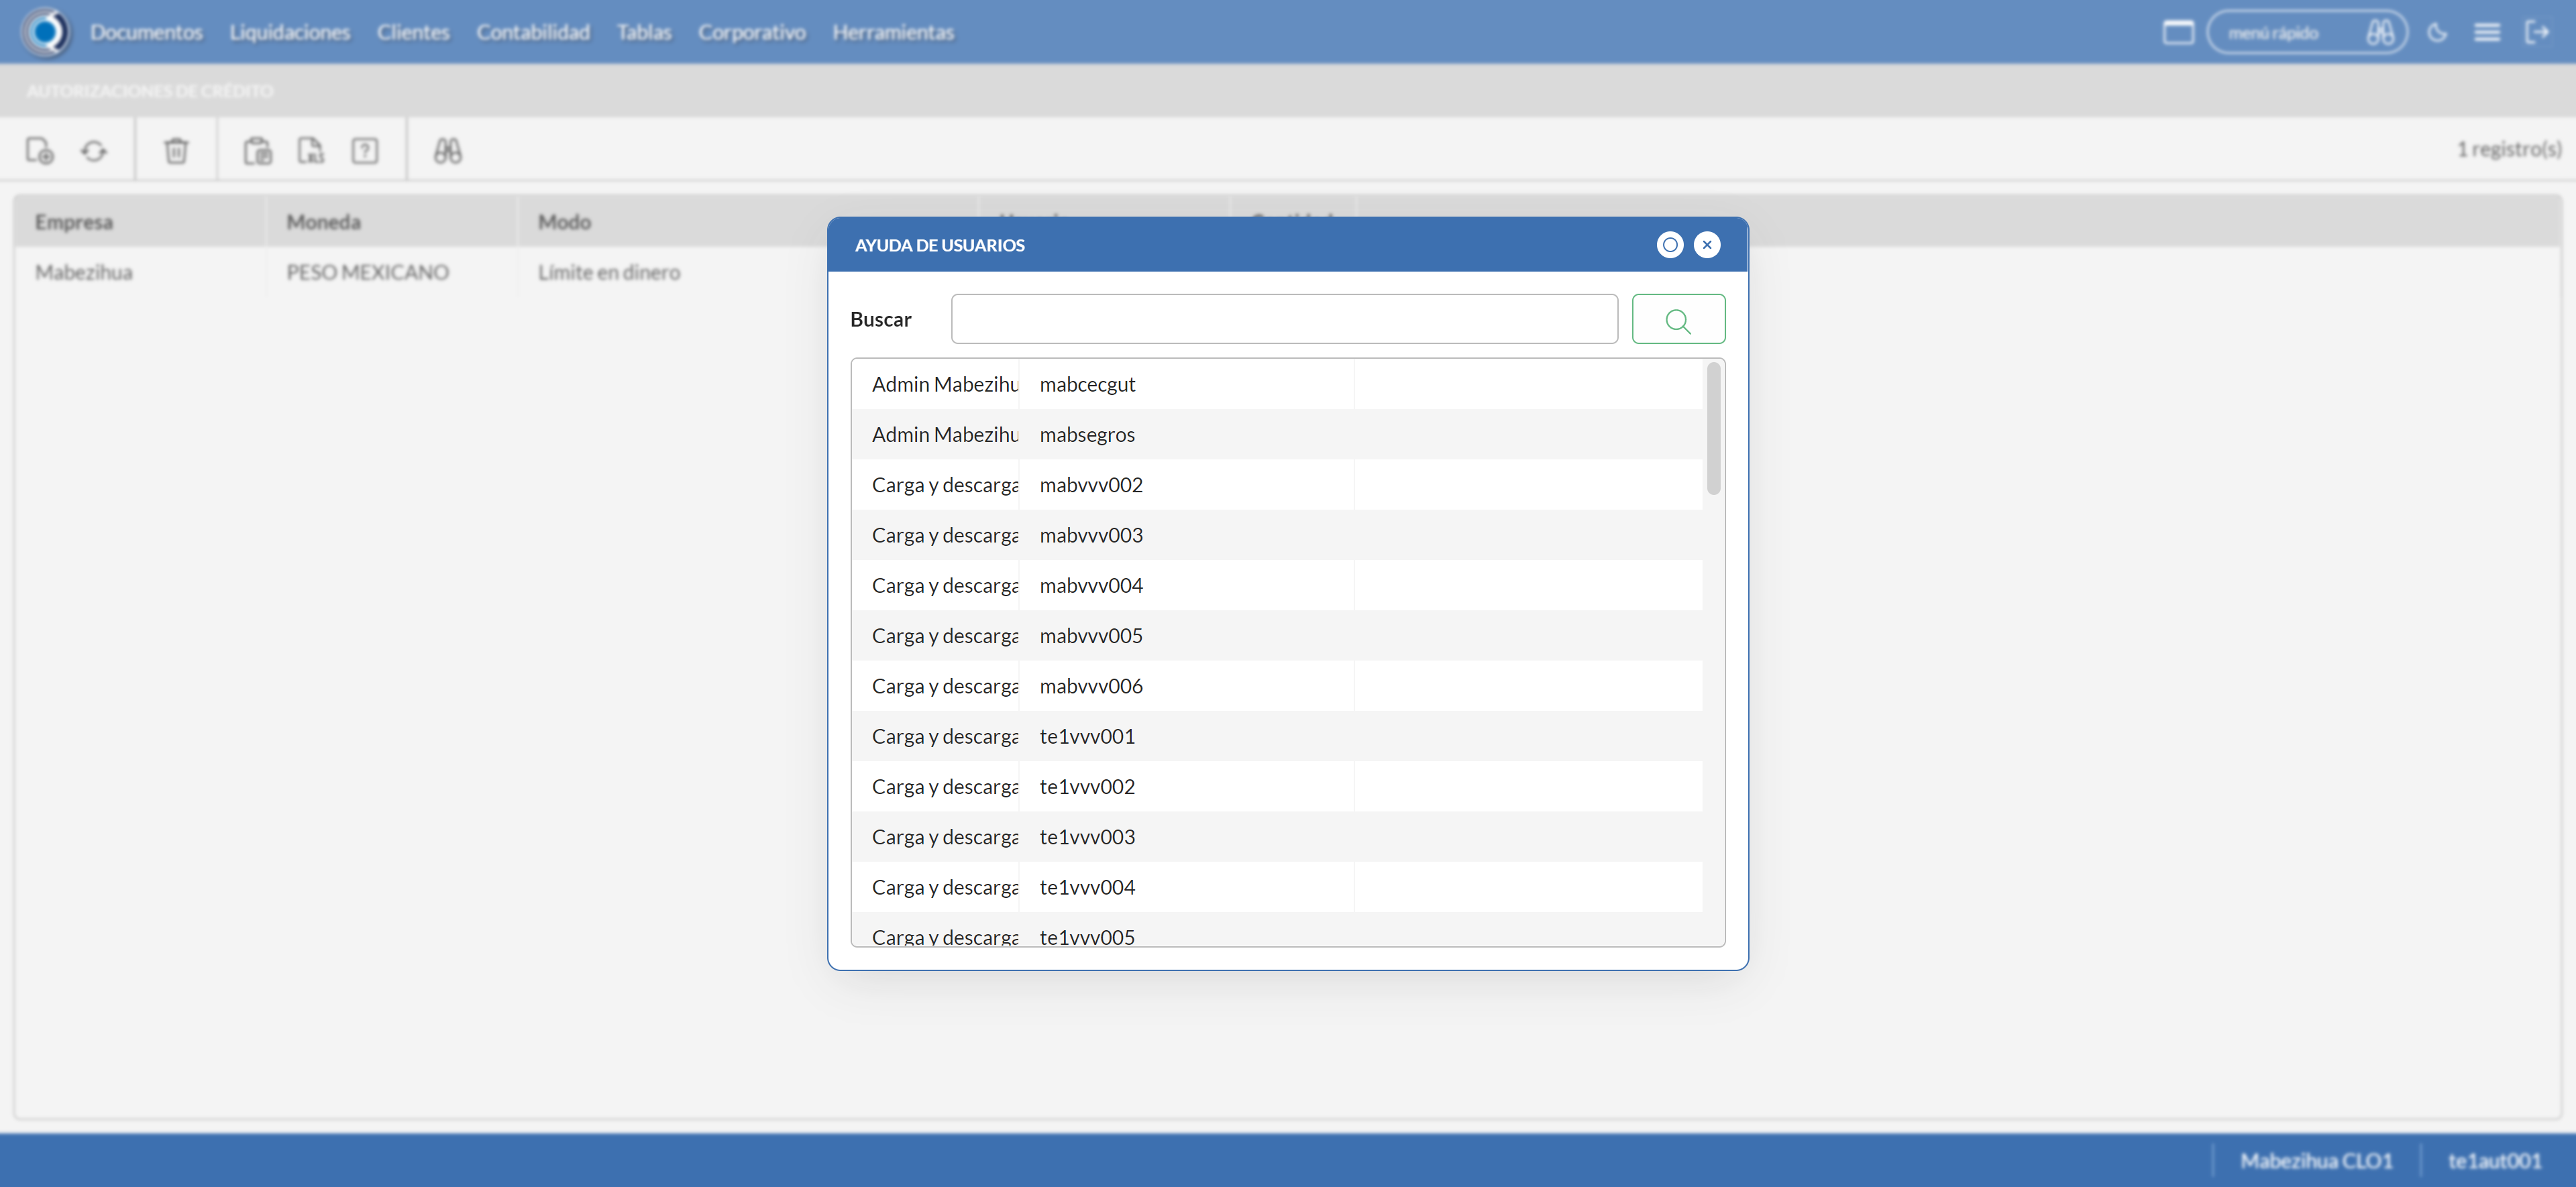 Documentos Liquidaciones Clientes Contabilidad Tablas Corporativo Herramientas menú rápido
AUTORIZACIONES DE CRÉDITO
1 registro(s)
Empresa Moneda Modo
Mabezihua PESO MEXICANO Límite en dinero
AYUDA DE USUARIOS
Buscar
Admin Mabezihu mabcecgut
Admin Mabezihu mabsegros
Carga y descarga mabvvv002
Carga y descarga mabvvv003
Carga y descarga mabvvv004
Carga y descarga mabvvv005
Carga y descarga mabvvv006
Carga y descarga te1vvv001
Carga y descarga te1vvv002
Carga y descarga te1vvv003
Carga y descarga te1vvv004
Carga y descarga te1vvv005
Mabezihua CLO1 te1aut001